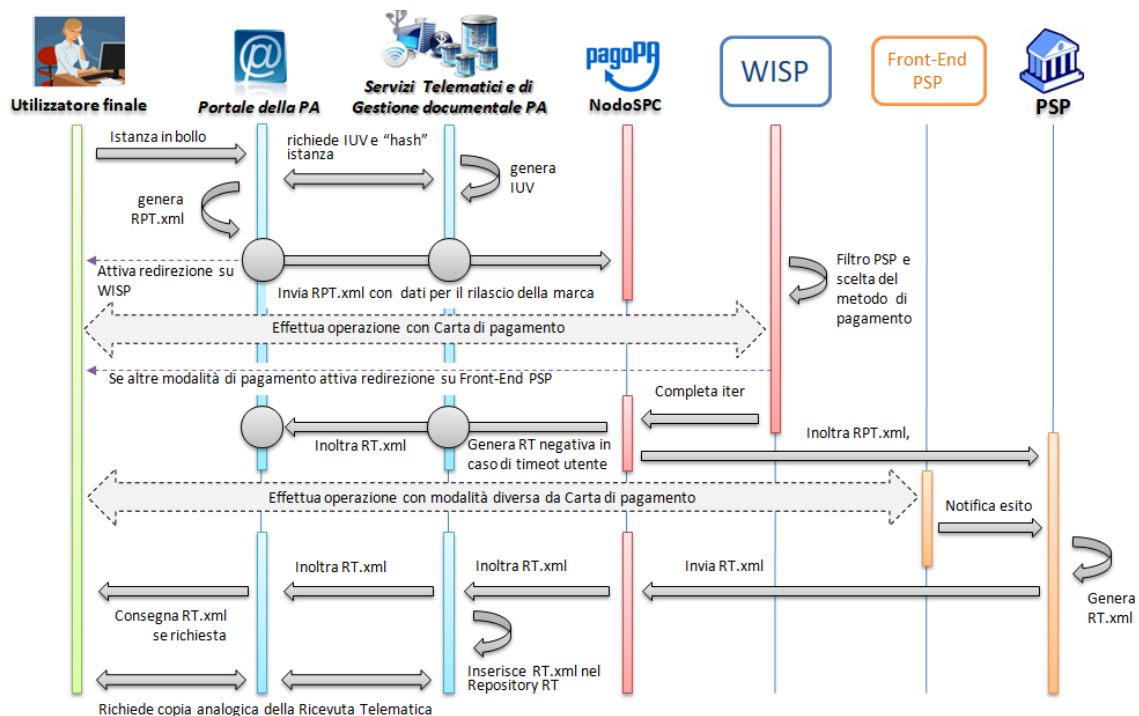 pagoPA
WISP
Front-End
PSP
Servizi Telematici e di
Gestione documentale PA
Utilizzatore finale
Portale della PA
NodoSPC
PSP
Istanza in bollo
richiede IUV e "hash"
istanza
genera
IUV
genera
RPT.xml
Attiva redirezione su
WISP
Invia RPT.xml con dati per il rilascio della marca
Filtro PSP e
scelta del
metodo di
pagamento
Effettua operazione con Carta di pagamento
Se altre modalità di pagamento attiva redirezione su Front-End PSP
Completa iter
Inoltra RT.xml
Genera RT negativa in
caso di timeot utente
Inoltra RPT.xml,
Effettua operazione con modalità diversa da Carta di pagamento
Notifica esito
Inoltra RT.xml
Inoltra RT.xml
Invia RT.xml
Genera
RT.xml
Consegna RT.xml
se richiesta
Inserisce RT.xml nel
Repository RT
Richiede copia analogica della Ricevuta Telematica